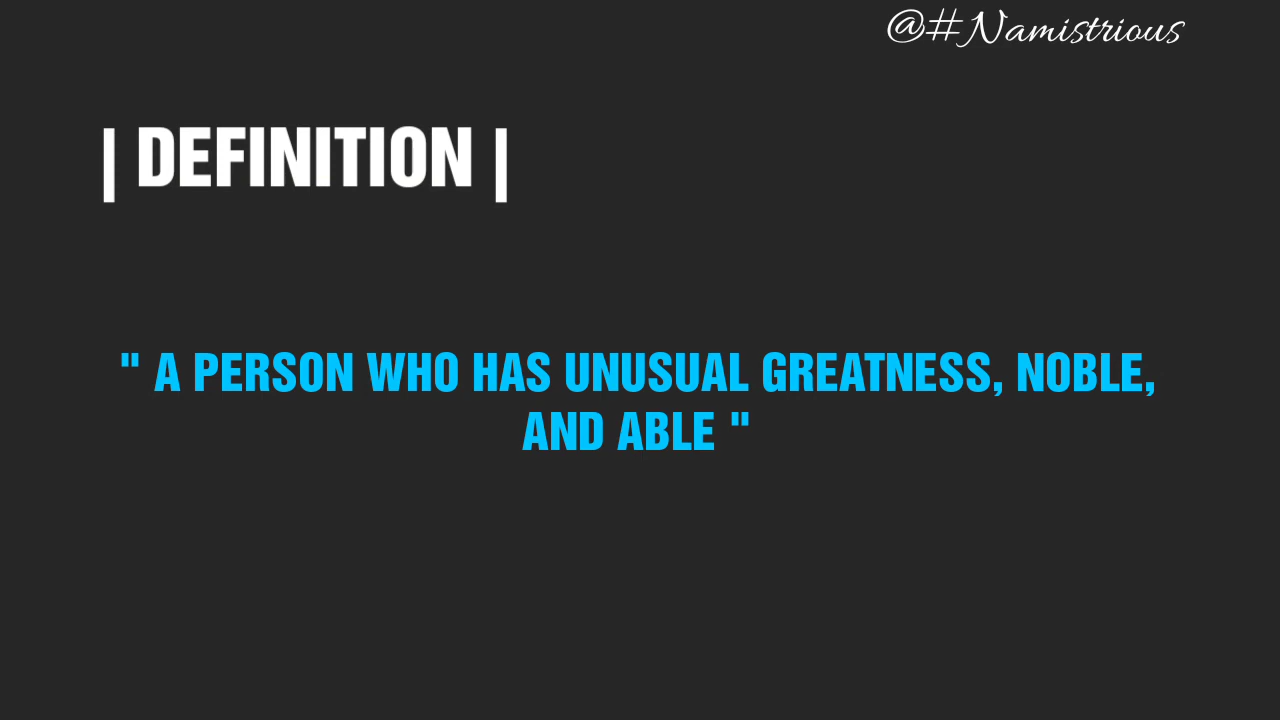 @#Namistrious
| DEFINITION |
" A PERSON WHO HAS UNUSUAL GREATNESS, NOBLE,
AND ABLE "